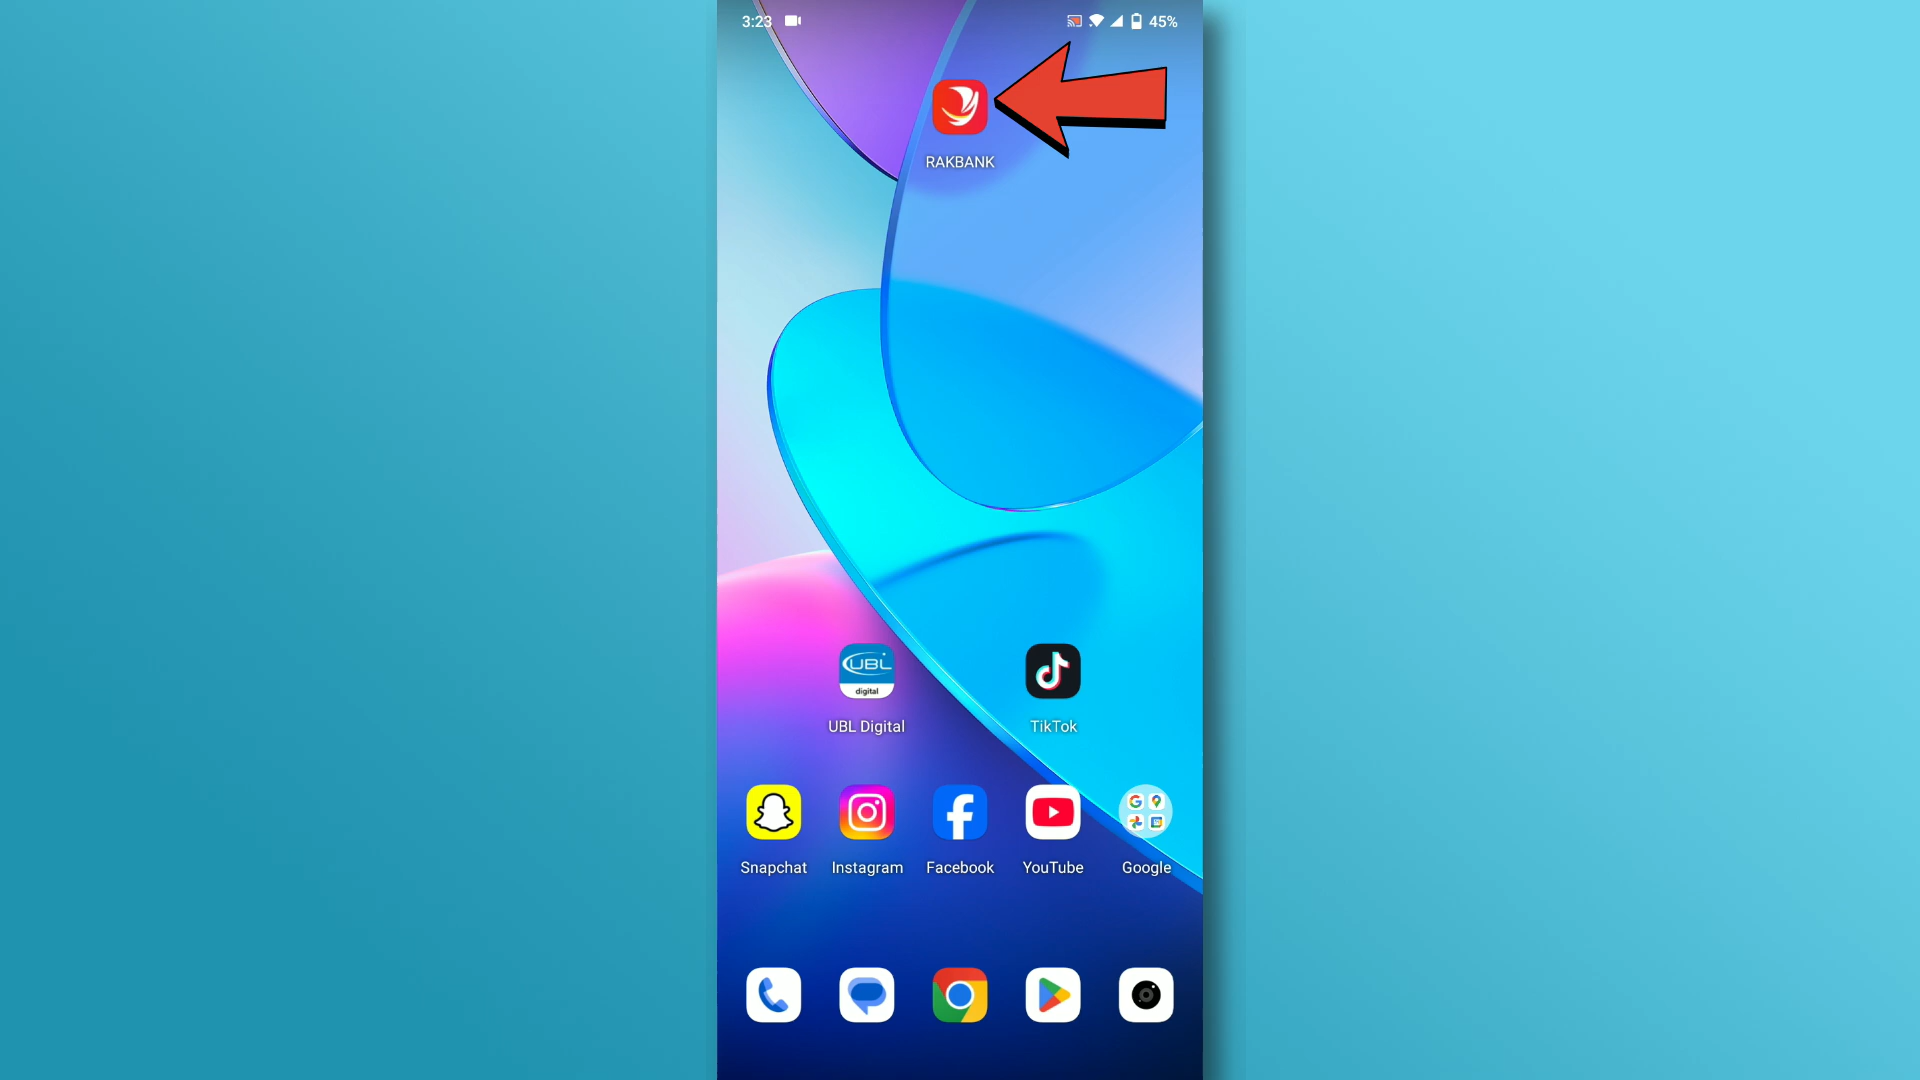 3:23
45%
RAKBANK
UBL
digital
UBL Digital
TikTok
Snapchat
Instagram
Facebook
YouTube
Google